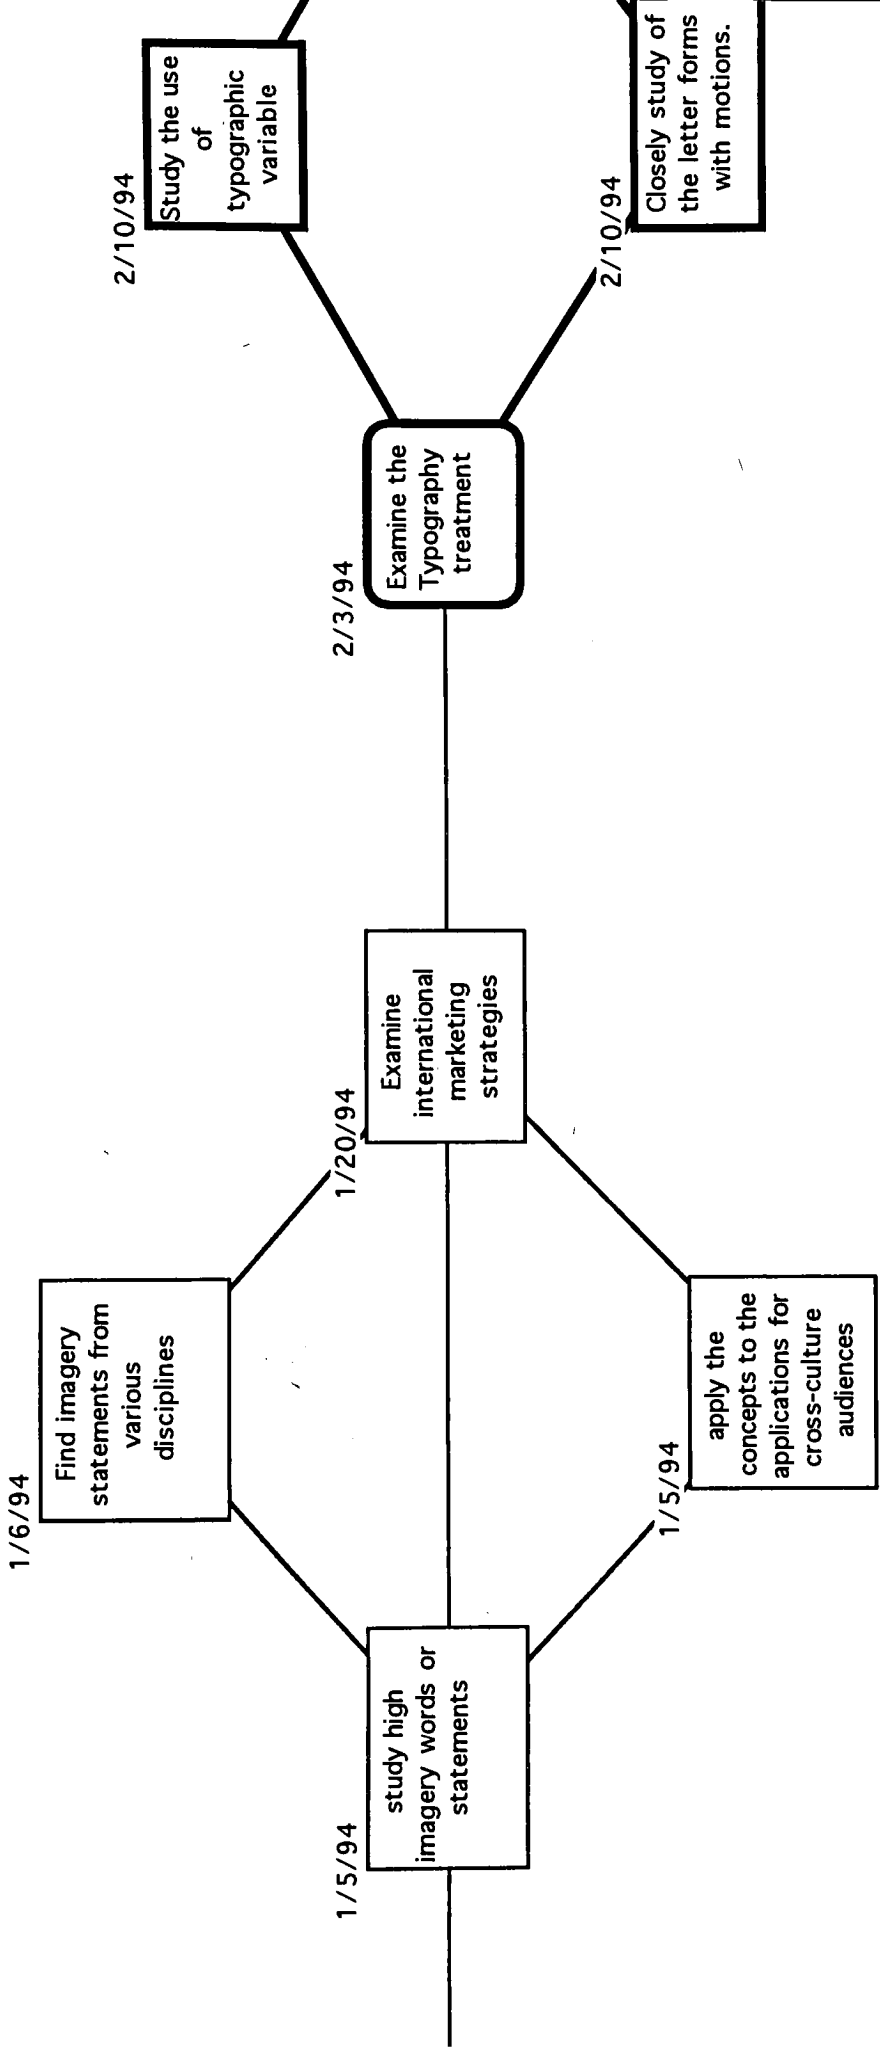 1/5/94
study high
imagery words or
statements
1/6/94
Find imagery
statements from
various
disciplines
1/5/94
apply the
concepts to the
applications for
cross-culture
audiences
1/20/94
Examine
international
marketing
strategies
2/3/94
Examine the
Typography
treatment
2/10/94
Study the use
of
typographic
variable
2/10/94
Closely study of
the letter forms
with motions.